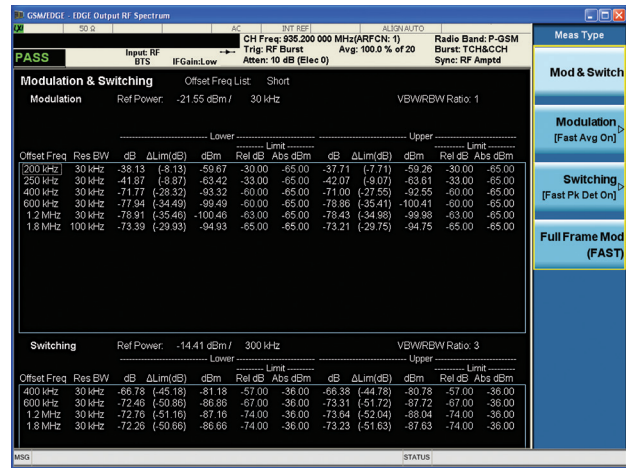 GSM/EDGE - EDGE Output RF Spectrum
50 Ω AC INT REF ALIGN AUTO
CH Freq: 935.200 000 MHz(ARFCN: 1) Radio Band: P-GSM
PASS Input: RF Trig: RF Burst Avg: 100.0 % of 20 Burst: TCH&CCH
BTS IFGain:Low Atten: 10 dB (Elec 0) Sync: RF Amptd
Meas Type
Modulation & Switching Offset Freq List: Short
Modulation Ref Power: -21.55 dBm / 30 kHz VBW/RBW Ratio: 1
Lower Upper
Limit Limit
Offset Freq Res BW dB ΔLim(dB) dBm Rel dB Abs dBm dB ΔLim(dB) dBm Rel dB Abs dBm
200 kHz 30 kHz -38.13 (-8.13) -59.67 -30.00 -65.00 -37.71 (-7.71) -59.26 -30.00 -65.00
250 kHz 30 kHz -41.87 (-8.87) -63.42 -33.00 -65.00 -42.07 (-9.07) -63.61 -33.00 -65.00
400 kHz 30 kHz -71.77 (-28.32) -93.32 -60.00 -65.00 -71.00 (-27.55) -92.55 -60.00 -65.00
600 kHz 30 kHz -77.94 (-34.49) -99.49 -60.00 -65.00 -78.86 (-35.41) -100.41 -60.00 -65.00
1.2 MHz 30 kHz -78.91 (-35.46) -100.46 -63.00 -65.00 -78.43 (-34.98) -99.98 -63.00 -65.00
1.8 MHz 100 kHz -73.39 (-29.93) -94.93 -65.00 -65.00 -73.21 (-29.75) -94.75 -65.00 -65.00
Switching Ref Power: -14.41 dBm / 300 kHz VBW/RBW Ratio: 3
Lower Upper
Limit Limit
Offset Freq Res BW dB ΔLim(dB) dBm Rel dB Abs dBm dB ΔLim(dB) dBm Rel dB Abs dBm
400 kHz 30 kHz -66.78 (-45.18) -81.18 -57.00 -36.00 -66.38 (-44.78) -80.78 -57.00 -36.00
600 kHz 30 kHz -72.46 (-50.86) -86.86 -67.00 -36.00 -73.31 (-51.72) -87.72 -67.00 -36.00
1.2 MHz 30 kHz -72.76 (-51.16) -87.16 -74.00 -36.00 -73.64 (-52.04) -88.04 -74.00 -36.00
1.8 MHz 30 kHz -72.26 (-50.66) -86.66 -74.00 -36.00 -73.23 (-51.63) -87.63 -74.00 -36.00
Mod & Switch
Modulation
[Fast Avg On]
Switching
[Fast Pk Det On]
Full Frame Mod
(FAST)
MSG STATUS